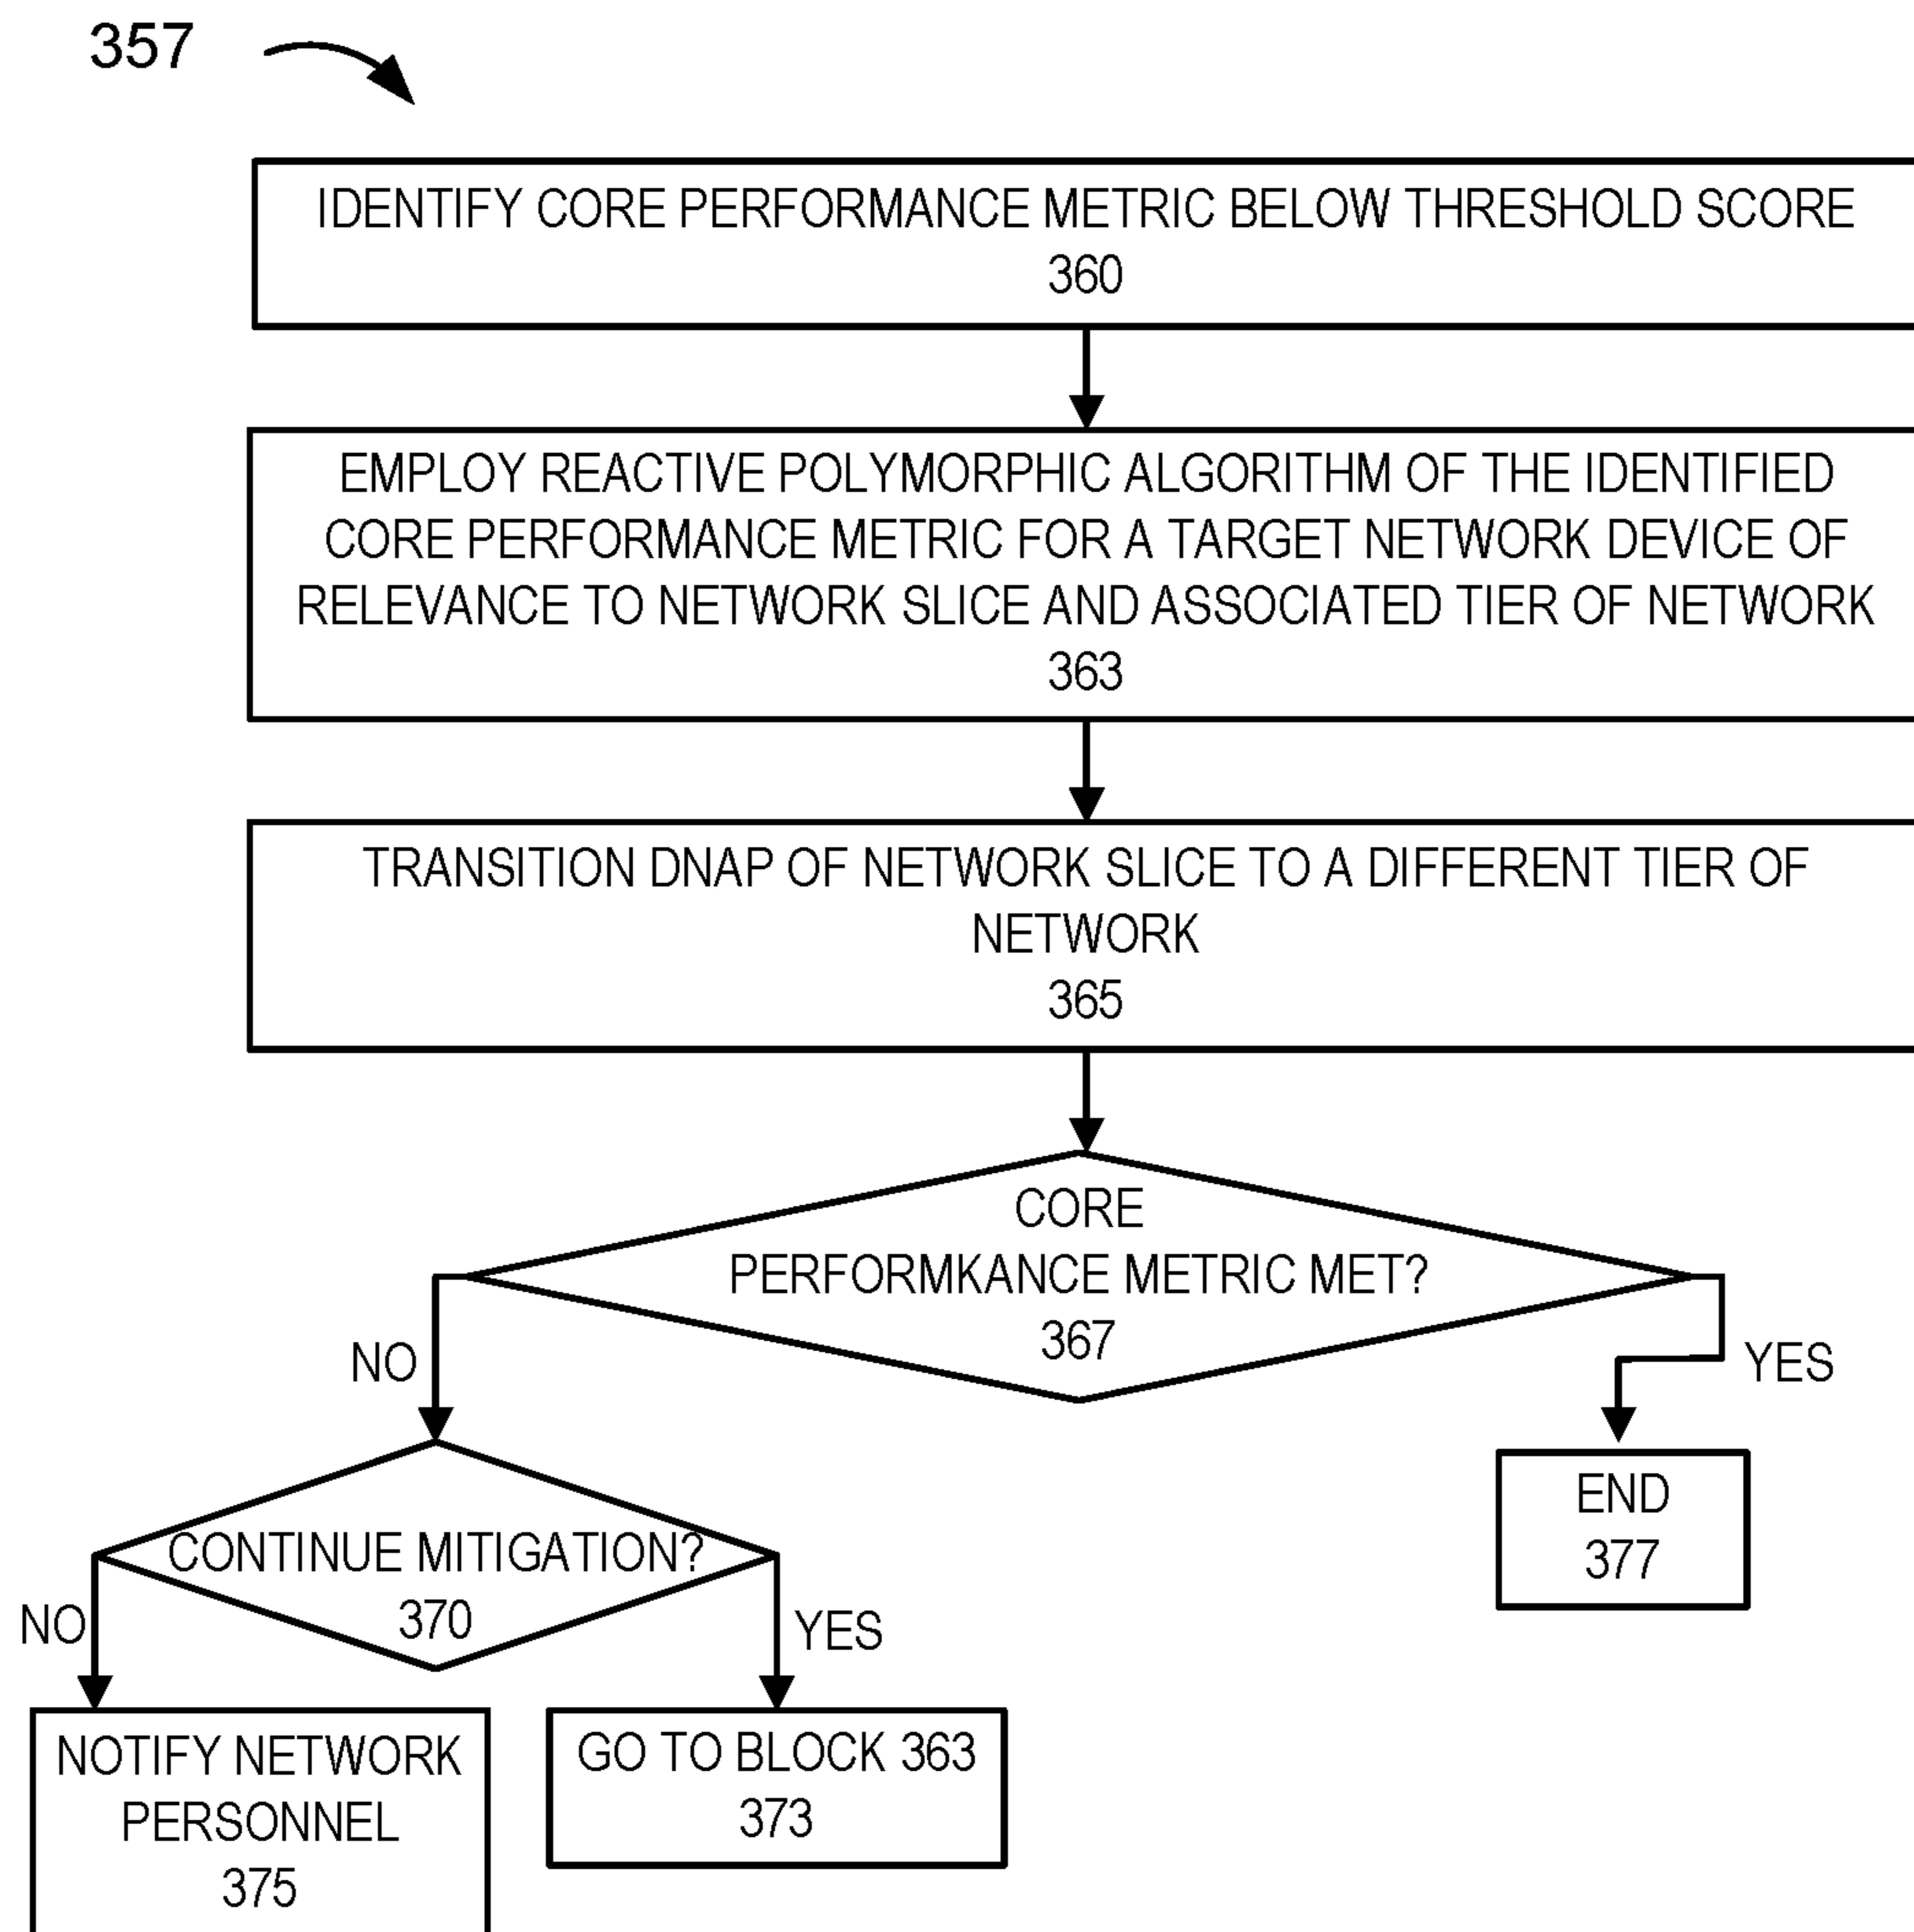 357
IDENTIFY CORE PERFORMANCE METRIC BELOW THRESHOLD SCORE
360
EMPLOY REACTIVE POLYMORPHIC ALGORITHM OF THE IDENTIFIED
CORE PERFORMANCE METRIC FOR A TARGET NETWORK DEVICE OF
RELEVANCE TO NETWORK SLICE AND ASSOCIATED TIER OF NETWORK
363
TRANSITION DNAP OF NETWORK SLICE TO A DIFFERENT TIER OF
NETWORK
365
CORE
PERFORMKANCE METRIC MET?
367
NO
YES
END
377
CONTINUE MITIGATION?
370
NO
YES
NOTIFY NETWORK
PERSONNEL
375
GO TO BLOCK 363
373